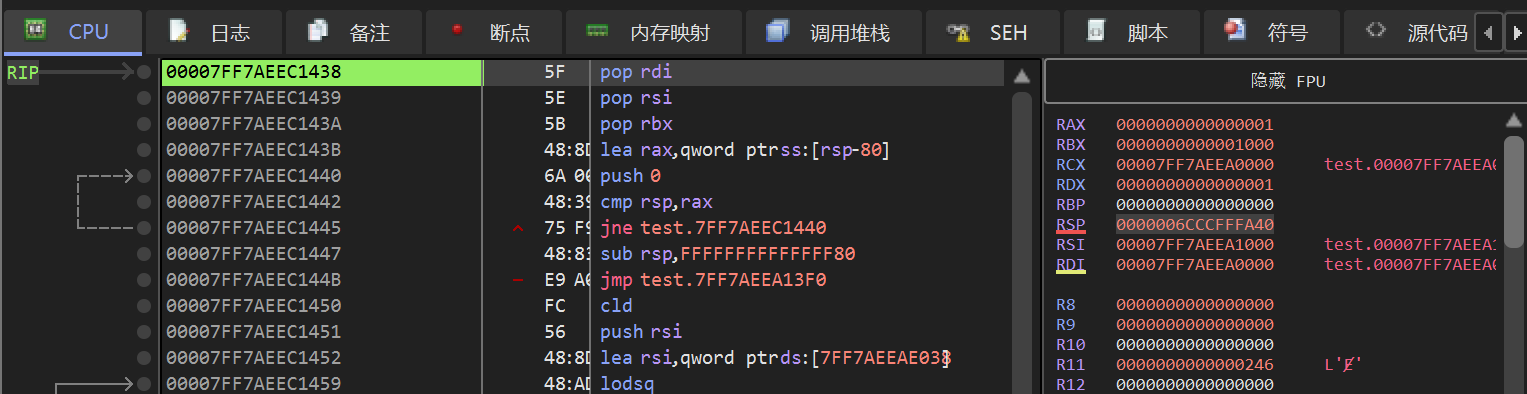 CPU 日志 备注 断点 内存映射 调用堆栈 SEH 脚本 符号 源代码
RIP 00007FF7AEEC1438 5F pop rdi
00007FF7AEEC1439 5E pop rsi
00007FF7AEEC143A 5B pop rbx
00007FF7AEEC143B 48:8D lea rax,qword ptr ss:[rsp-80]
00007FF7AEEC1440 6A 00 push 0
00007FF7AEEC1442 48:39 cmp rsp,rax
00007FF7AEEC1445 75 F9 jne test.7FF7AEEC1440
00007FF7AEEC1447 48:83 sub rsp,FFFFFFFFFFFFFF80
00007FF7AEEC144B E9 A0 jmp test.7FF7AEEA13F0
00007FF7AEEC1450 FC cld
00007FF7AEEC1451 56 push rsi
00007FF7AEEC1452 48:8D lea rsi,qword ptr ds:[7FF7AEEAE038]
00007FF7AEEC1459 48:AD lodsq
隐藏 FPU
RAX 0000000000000001
RBX 0000000000001000
RCX 00007FF7AEEA0000 test.00007FF7AEEA0
RDX 0000000000000001
RBP 0000000000000000
RSP 0000006CCCFFFA40
RSI 00007FF7AEEA1000 test.00007FF7AEEA1
RDI 00007FF7AEEA0000 test.00007FF7AEEA0
R8 0000000000000000
R9 0000000000000000
R10 0000000000000000
R11 0000000000000246 L'Ɇ'
R12 0000000000000000